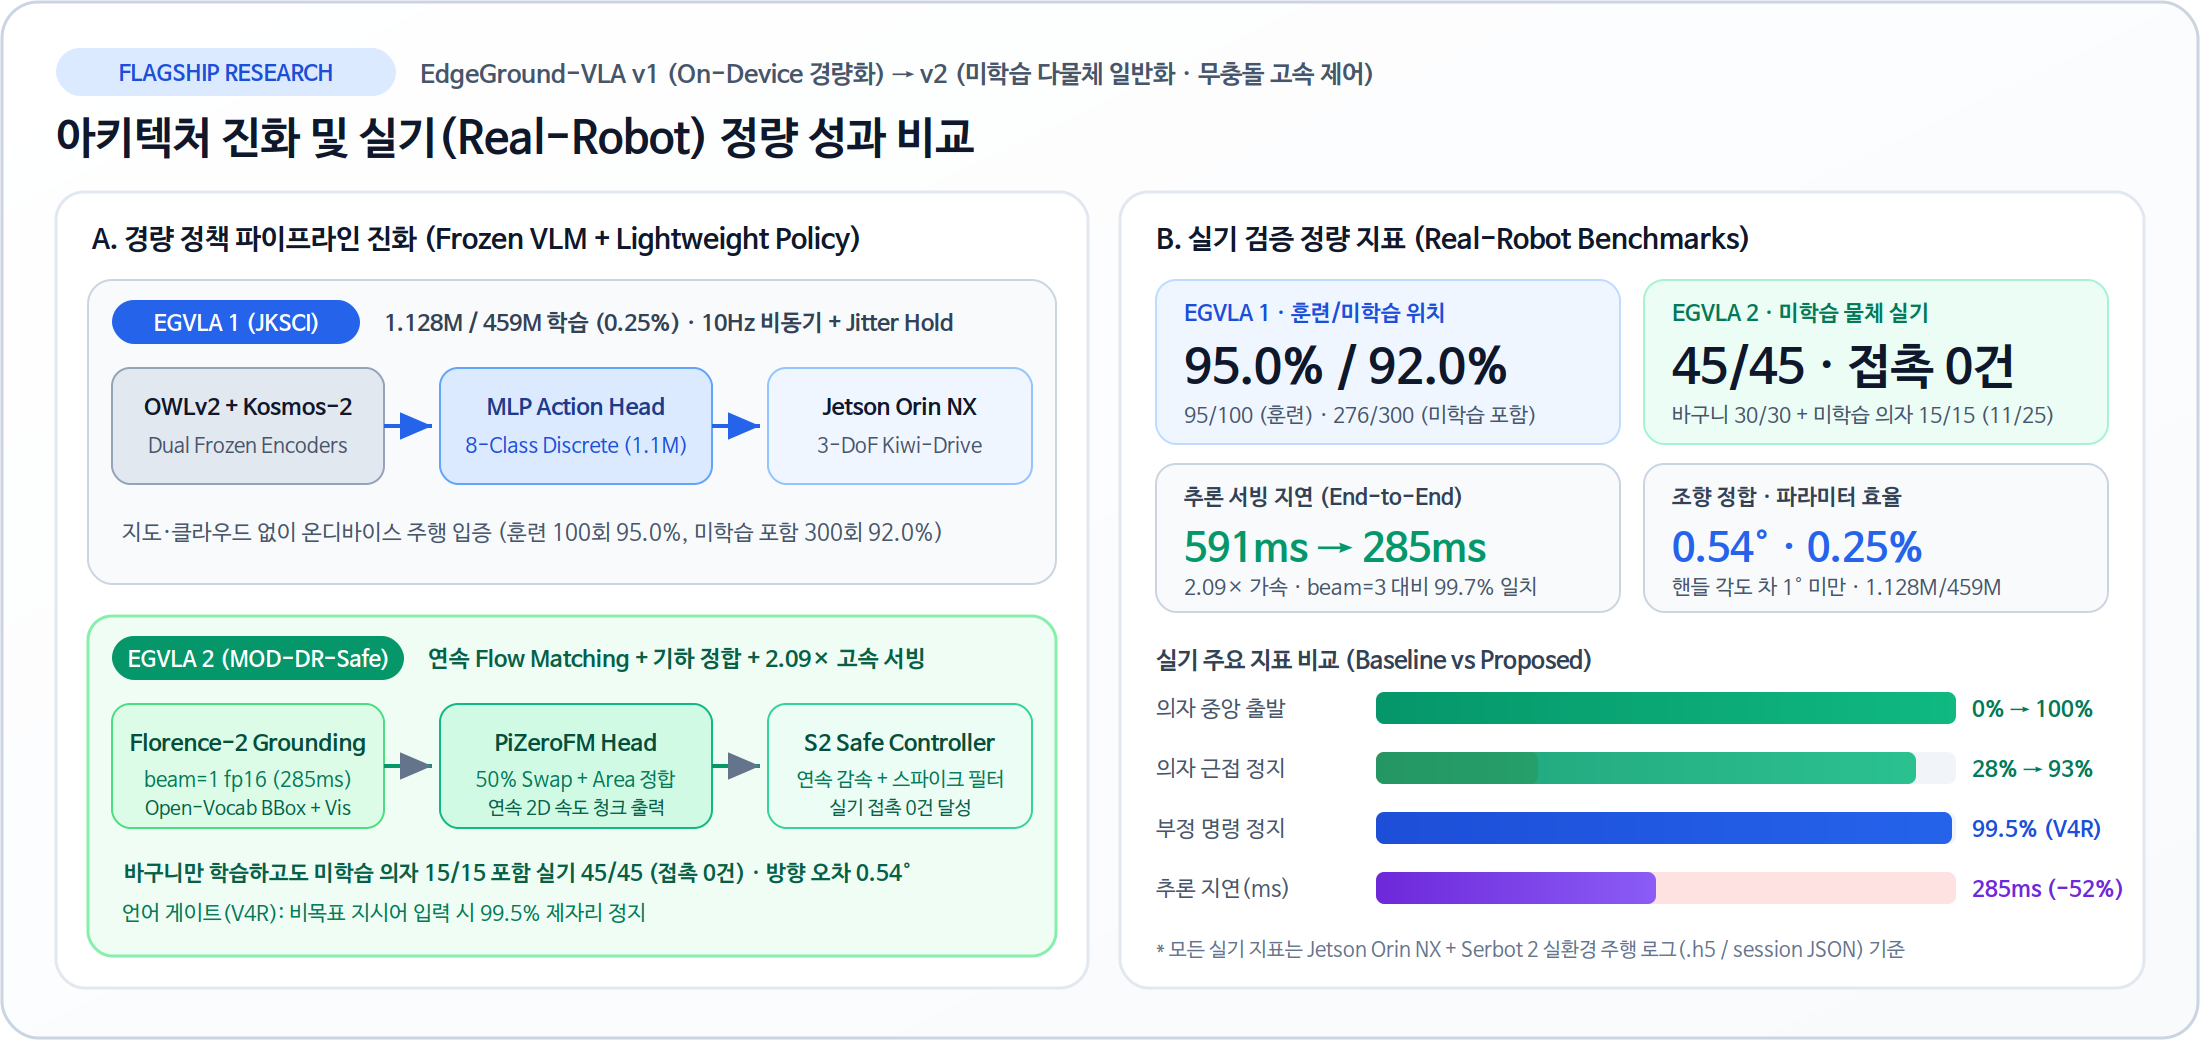 FLAGSHIP RESEARCH
EdgeGround-VLA v1 (On-Device 경량화) → v2 (미학습 다물체 일반화 · 무충돌 고속 제어)
아키텍처 진화 및 실기(Real-Robot) 정량 성과 비교
A. 경량 정책 파이프라인 진화 (Frozen VLM + Lightweight Policy)
EGVLA 1 (JKSCI)
1.128M / 459M 학습 (0.25%) · 10Hz 비동기 + Jitter Hold
OWLv2 + Kosmos-2
Dual Frozen Encoders
MLP Action Head
8-Class Discrete (1.1M)
Jetson Orin NX
3-DoF Kiwi-Drive
지도·클라우드 없이 온디바이스 주행 입증 (훈련 100회 95.0%, 미학습 포함 300회 92.0%)
EGVLA 2 (MOD-DR-Safe)
연속 Flow Matching + 기하 정합 + 2.09× 고속 서빙
Florence-2 Grounding
beam=1 fp16 (285ms)
Open-Vocab BBox + Vis
PiZeroFM Head
50% Swap + Area 정합
연속 2D 속도 청크 출력
S2 Safe Controller
연속 감속 + 스파이크 필터
실기 접촉 0건 달성
바구니만 학습하고도 미학습 의자 15/15 포함 실기 45/45 (접촉 0건) · 방향 오차 0.54°
언어 게이트(V4R): 비목표 지시어 입력 시 99.5% 제자리 정지
B. 실기 검증 정량 지표 (Real-Robot Benchmarks)
EGVLA 1 · 훈련/미학습 위치
95.0% / 92.0%
95/100 (훈련) · 276/300 (미학습 포함)
EGVLA 2 · 미학습 물체 실기
45/45 · 접촉 0건
바구니 30/30 + 미학습 의자 15/15 (11/25)
추론 서빙 지연 (End-to-End)
591ms → 285ms
2.09× 가속 · beam=3 대비 99.7% 일치
조향 정합 · 파라미터 효율
0.54° · 0.25%
핸들 각도 차 1° 미만 · 1.128M/459M
실기 주요 지표 비교 (Baseline vs Proposed)
의자 중앙 출발
0% → 100%
의자 근접 정지
28% → 93%
부정 명령 정지
99.5% (V4R)
추론 지연(ms)
285ms (-52%)
* 모든 실기 지표는 Jetson Orin NX + Serbot 2 실환경 주행 로그(.h5 / session JSON) 기준